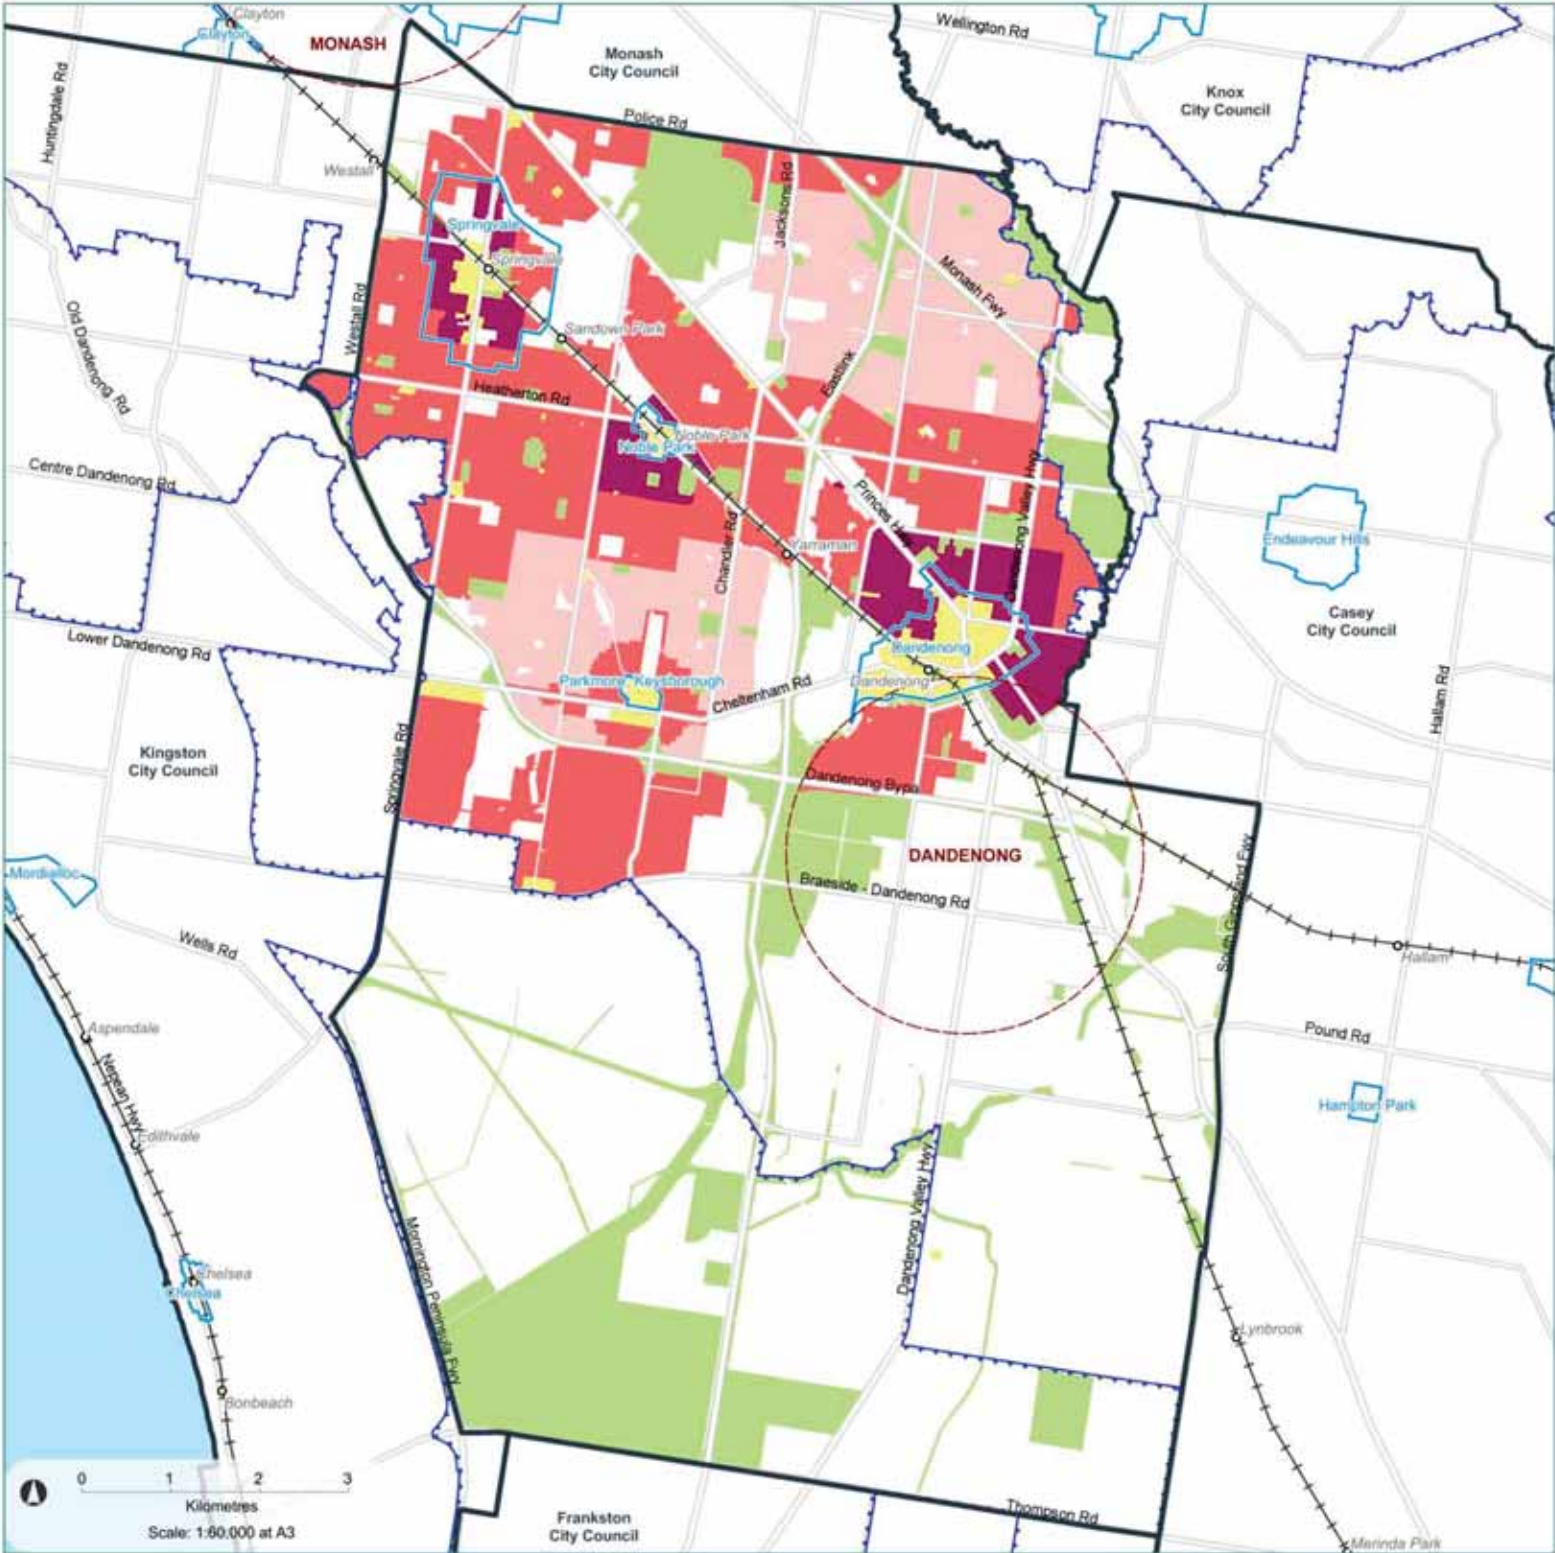 Clayton
Clayton
MONASH
Monash
City Council
Wellington Rd
Knox
City Council
Huntingdale Rd
Police Rd
Westall
Jacksons Rd
Springvale
Springvale
Monash Fwy
Westall Rd
Old Dandenong Rd
Sandown Park
Eastlink
Heatherton Rd
Noble Park
Noble Park
Centre Dandenong Rd
Princes Hwy
Dandenong Valley Hwy
Chandler Rd
Yarraman
Endeavour Hills
Casey
City Council
Lower Dandenong Rd
Dandenong
Dandenong
Parkmore Keysborough
Cheltenham Rd
Hallam Rd
Kingston
City Council
Springvale Rd
Dandenong Bypa
DANDENONG
Mordialloc
Braeside - Dandenong Rd
South Gippsland Fwy
Wells Rd
Hallam
Aspendale
Pound Rd
Nepean Hwy
Edithvale
Hampton Park
Dandenong Valley Hwy
Mornington Peninsula Fwy
Chelsea
Chelsea
Lynbrook
Bonbeach
0 1 2 3
Kilometres
Scale: 1:60,000 at A3
Frankston
City Council
Thompson Rd
Merinda Park